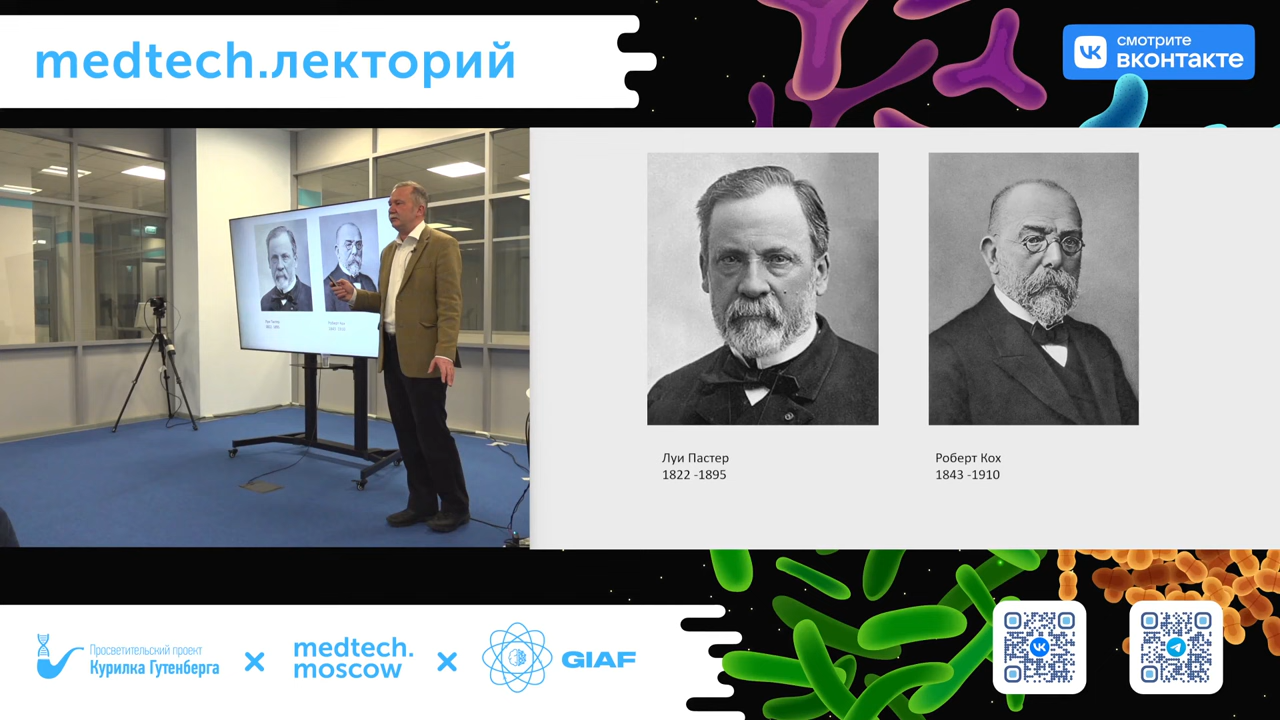 medtech.лекторий
смотрите
вконтакте
Луи Пастер
1822 -1895
Роберт Кох
1843 -1910
Просветительский проект
Курилка Гутенберга
medtech.
moscow
GIAF